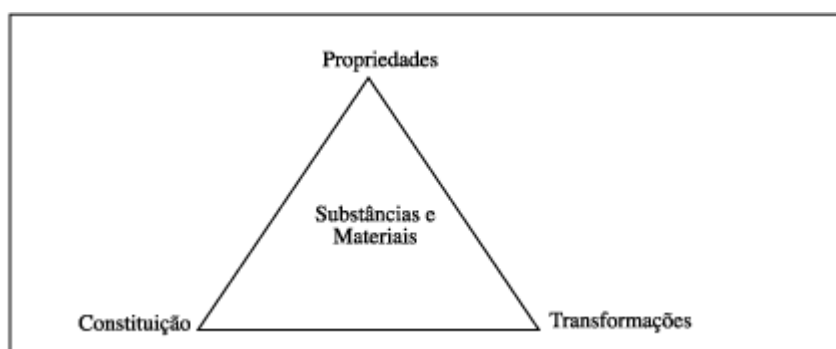 Propriedades
Substâncias e
Materiais
Constituição
Transformações